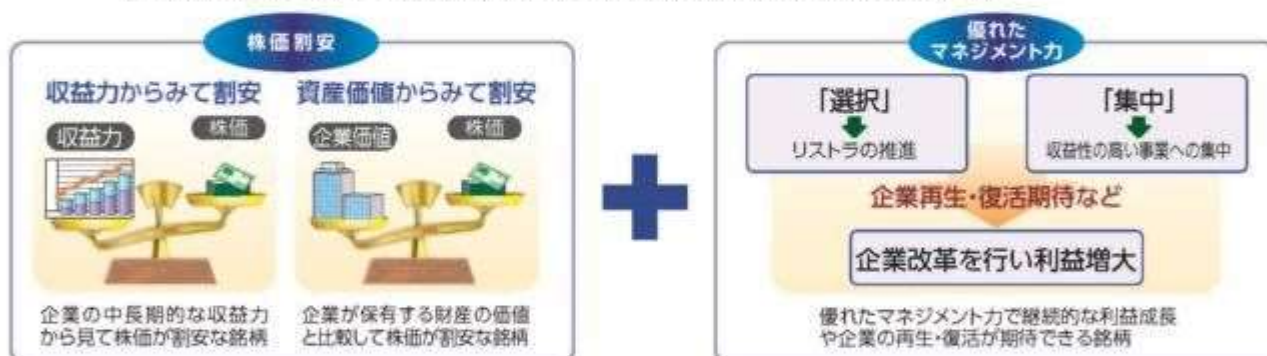 株価割安
収益力からみて割安
資産価値からみて割安
収益力
株価
企業価値
株価
企業の中長期的な収益力
から見て株価が割安な銘柄
企業が保有する財産の価値
と比較して株価が割安な銘柄
優れた
マネジメント力
「選択」
リストラの推進
「集中」
収益性の高い事業への集中
企業再生・復活期待など
企業改革を行い利益増大
優れたマネジメント力で継続的な利益成長
や企業の再生・復活が期待できる銘柄